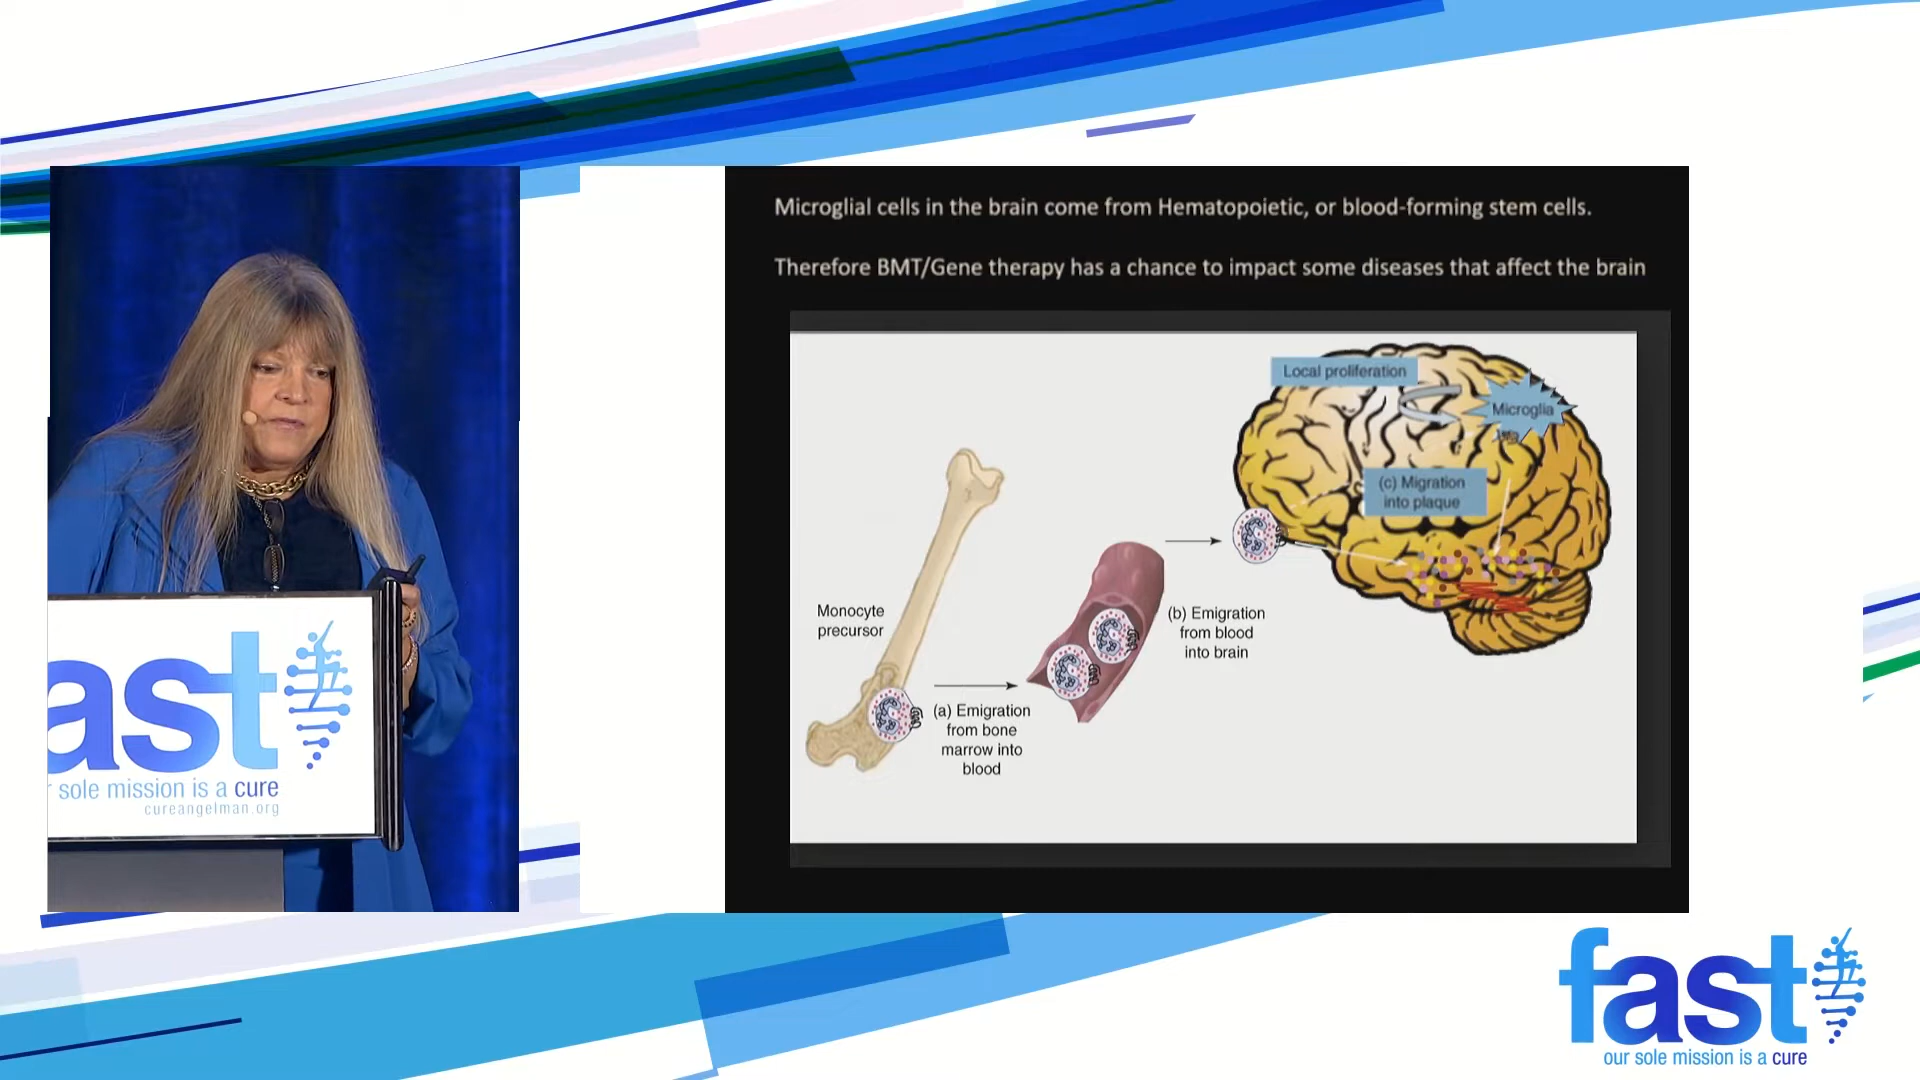 Microglial cells in the brain come from Hematopoietic, or blood-forming stem cells.
Therefore BMT/Gene therapy has a chance to impact some diseases that affect the brain
Local proliferation
Microglia
(c) Migration
into plaque
Monocyte
precursor
(a) Emigration
from bone
marrow into
blood
(b) Emigration
from blood
into brain
ast
sole mission is a cure
cureangelman.org
fast
our sole mission is a cure